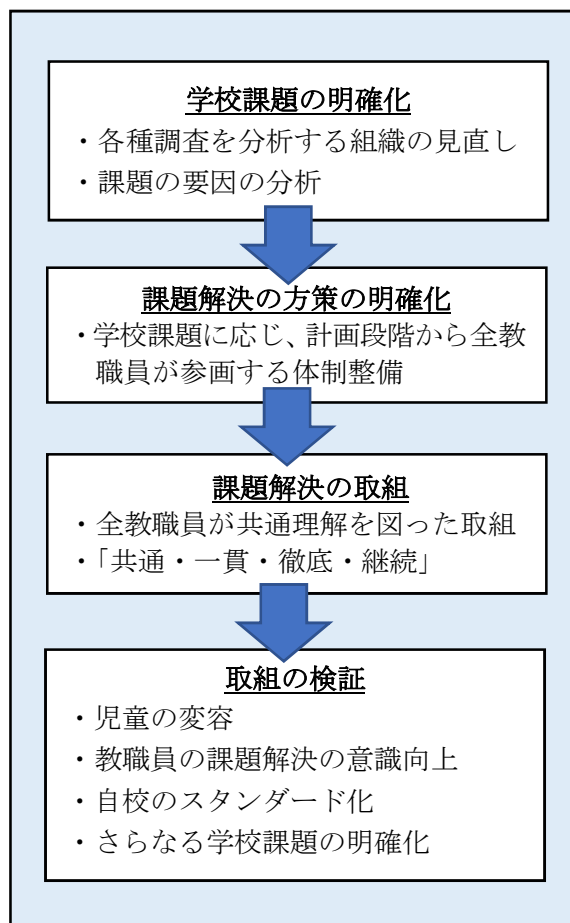 学校課題の明確化
・各種調査を分析する組織の見直し
・課題の要因の分析
課題解決の方策の明確化
・学校課題に応じ、計画段階から全教
職員が参画する体制整備
課題解決の取組
・全教職員が共通理解を図った取組
・「共通・一貫・徹底・継続」
取組の検証
・児童の変容
・教職員の課題解決の意識向上
・自校のスタンダード化
・さらなる学校課題の明確化